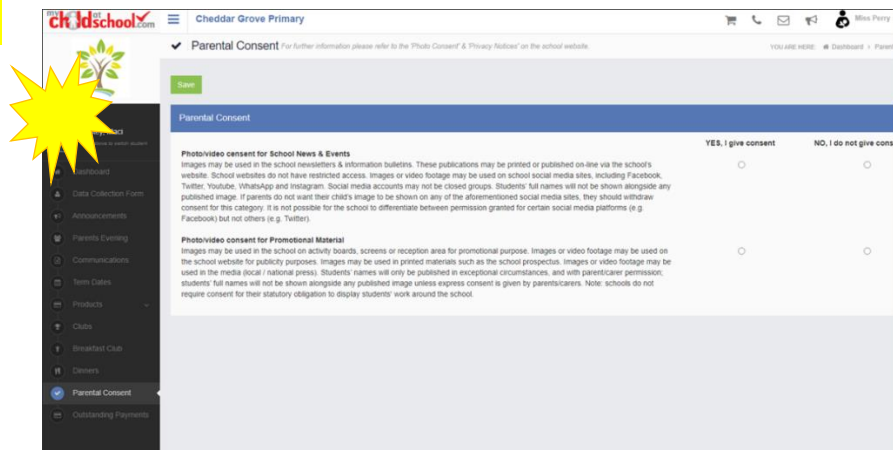 my at
childschool.com
Cheddar Grove Primary
Miss Perry
Parental Consent For further information please refer to the 'Photo Consent' & 'Privacy Notices' on the school website.
YOU ARE HERE: Dashboard > Parent
Save
Parental Consent
YES, I give consent NO, I do not give cons
Photo/video consent for School News & Events
Images may be used in the school newsletters & information bulletins. These publications may be printed or published on-line via the school's
website. School websites do not have restricted access. Images or video footage may be used on school social media sites, including Facebook,
Twitter, Youtube, WhatsApp and Instagram. Social media accounts may not be closed groups. Students' full names will not be shown alongside any
published image. If parents do not want their child's image to be shown on any of the aforementioned social media sites, they should withdraw
consent for this category. It is not possible for the school to differentiate between permission granted for certain social media platforms (e.g.
Facebook) but not others (e.g. Twitter).
Photo/video consent for Promotional Material
Images may be used in the school on activity boards, screens or reception area for promotional purpose. Images or video footage may be used on
the school website for publicity purposes. Images may be used in printed materials such as the school prospectus. Images or video footage may be
used in the media (local / national press). Students' names will only be published in exceptional circumstances, and with parent/carer permission;
students' full names will not be shown alongside any published image unless express consent is given by parents/carers. Note: schools do not
require consent for their statutory obligation to display students' work around the school.
to switch student
Dashboard
Data Collection Form
Announcements
Parents Evening
Communications
Term Dates
Products
Clubs
Breakfast Club
Dinners
Parental Consent
Outstanding Payments